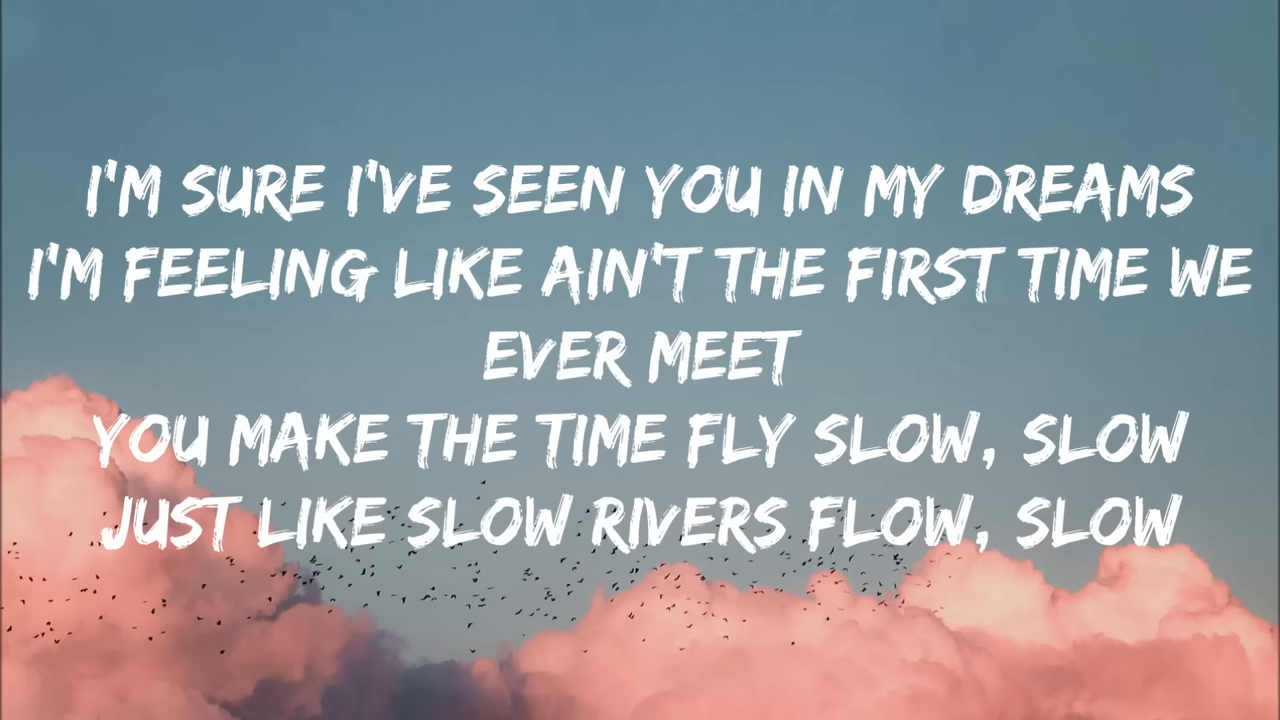 I'M SURE I'VE SEEN YOU IN MY DREAMS
I'M FEELING LIKE AIN'T THE FIRST TIME WE
EVER MEET
YOU MAKE THE TIME FLY SLOW, SLOW
JUST LIKE SLOW RIVERS FLOW, SLOW